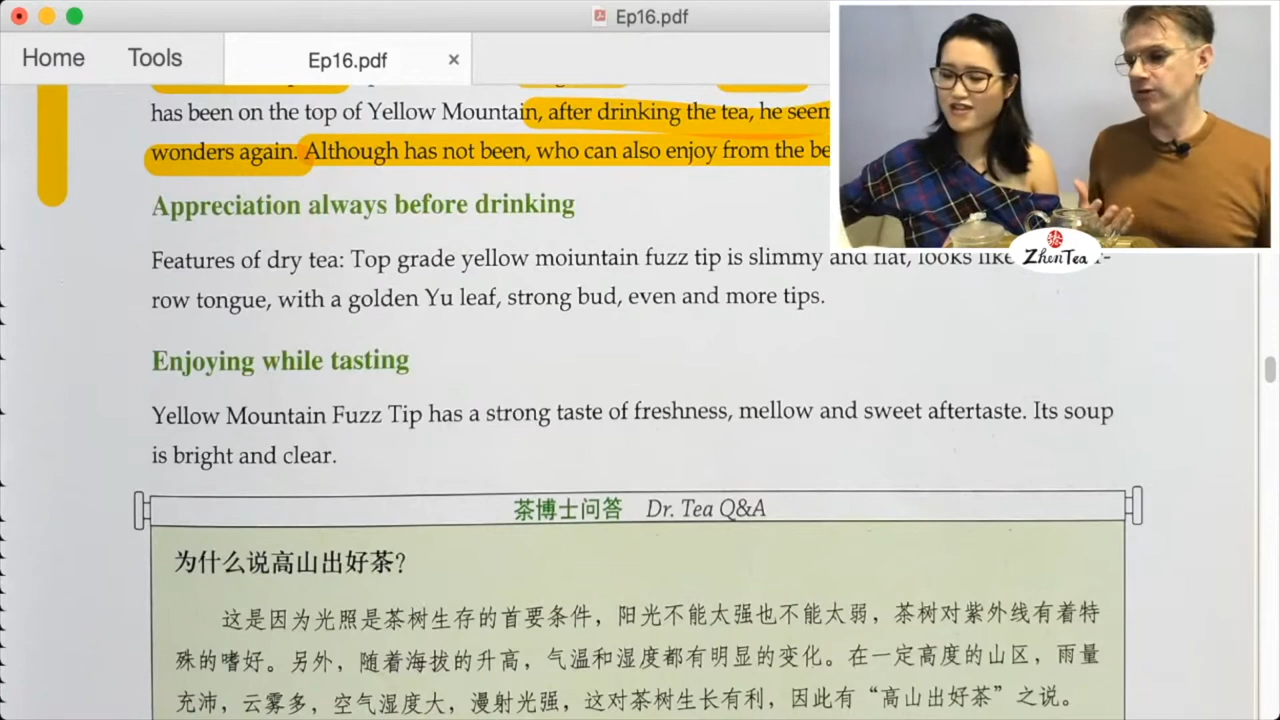 Ep16.pdf
Home
Tools
Ep16.pdf
×
has been on the top of Yellow Mountain, after drinking the tea, he seem
wonders again. Although has not been, who can also enjoy from the be
ZhenTea
Appreciation always before drinking
Features of dry tea: Top grade yellow moiuntain fuzz tip is slimmy and flat, looks like
row tongue, with a golden Yu leaf, strong bud, even and more tips.
Enjoying while tasting
Yellow Mountain Fuzz Tip has a strong taste of freshness, mellow and sweet aftertaste. Its soup
is bright and clear.
茶博士问答 Dr. Tea Q&A
为什么说高山出好茶?
这是因为光照是茶树生存的首要条件，阳光不能太强也不能太弱，茶树对紫外线有着特
殊的嗜好。另外，随着海拔的升高，气温和湿度都有明显的变化。在一定高度的山区，雨量
充沛，云雾多，空气湿度大，漫射光强，这对茶树生长有利，因此有“高山出好茶”之说。